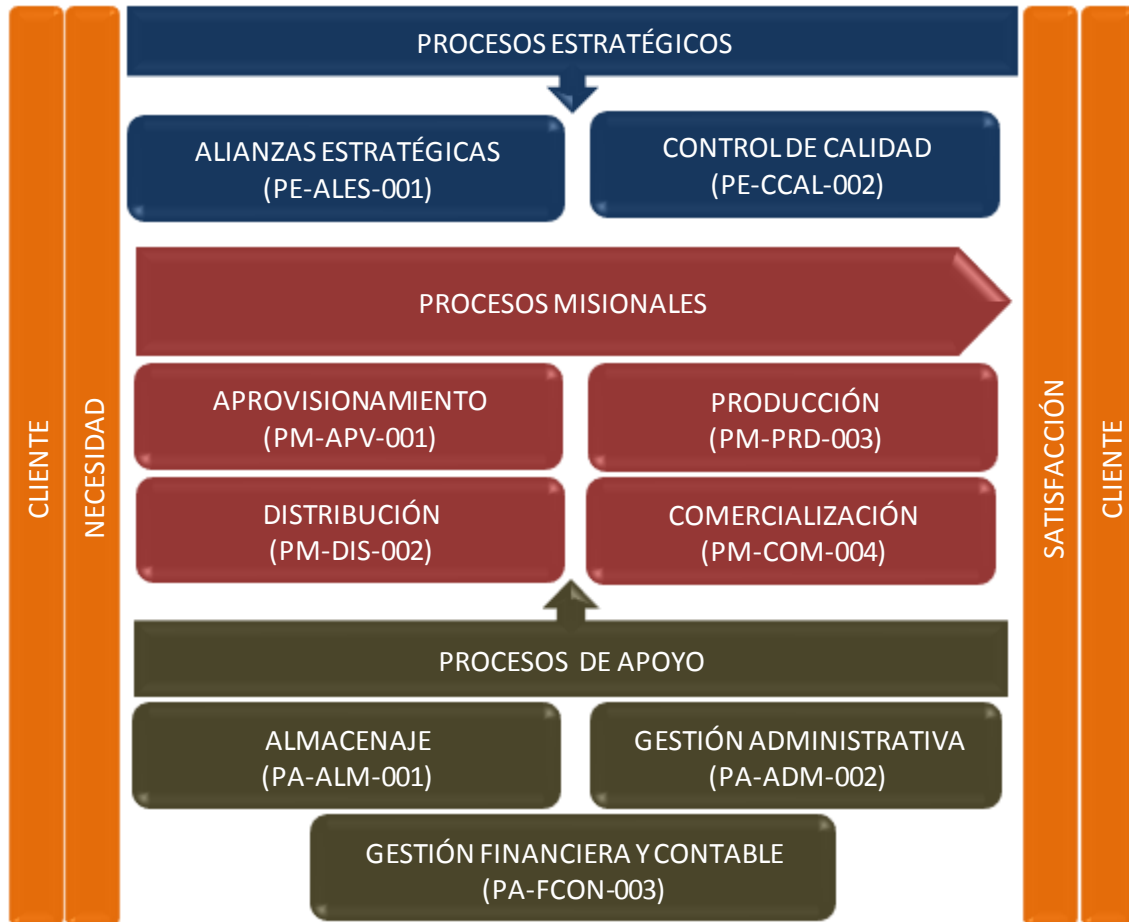 CLIENTE
NECESIDAD
PROCESOS ESTRATÉGICOS
ALIANZAS ESTRATÉGICAS
(PE-ALES-001)
CONTROL DE CALIDAD
(PE-CCAL-002)
PROCESOS MISIONALES
APROVISIONAMIENTO
(PM-APV-001)
PRODUCCIÓN
(PM-PRD-003)
DISTRIBUCIÓN
(PM-DIS-002)
COMERCIALIZACIÓN
(PM-COM-004)
PROCESOS DE APOYO
ALMACENAJE
(PA-ALM-001)
GESTIÓN ADMINISTRATIVA
(PA-ADM-002)
GESTIÓN FINANCIERA Y CONTABLE
(PA-FCON-003)
SATISFACCIÓN
CLIENTE